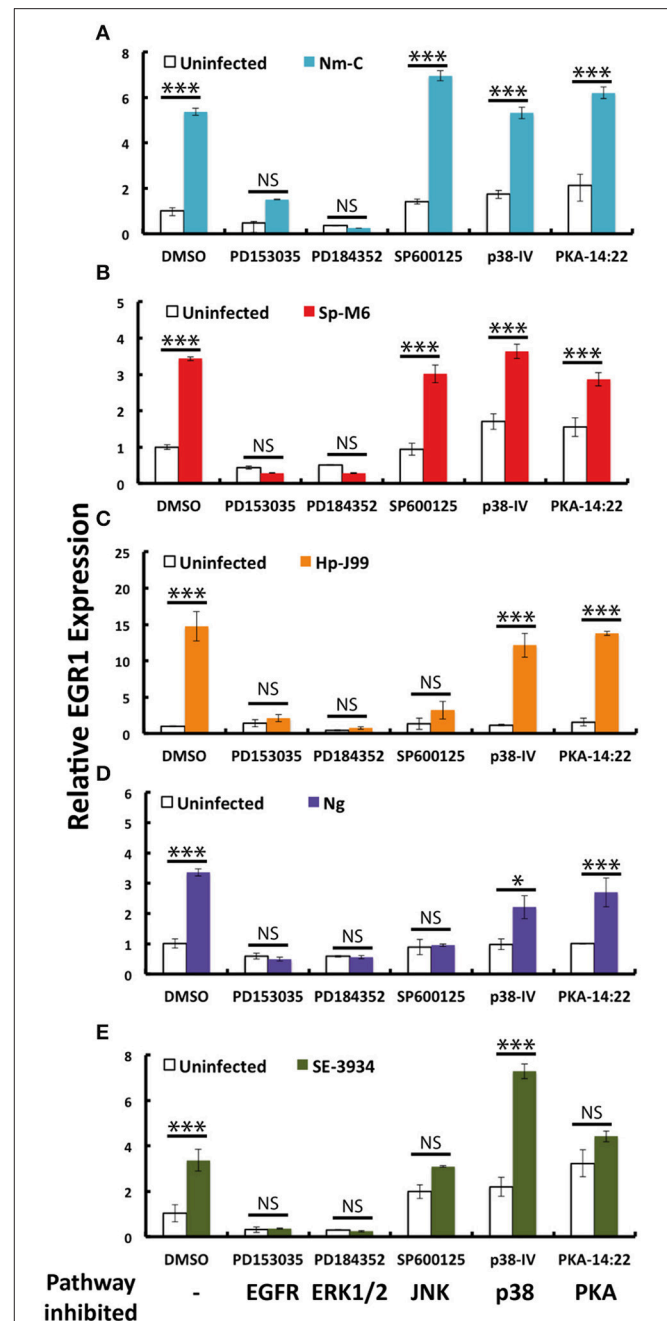 Relative EGR1 Expression
A
Uninfected Nm-C
8
6
4
2
0
*** NS NS *** *** ***
DMSO PD153035 PD184352 SP600125 p38-IV PKA-14:22
B
Uninfected Sp-M6
5
4
3
2
1
0
*** NS NS *** *** ***
DMSO PD153035 PD184352 SP600125 p38-IV PKA-14:22
C
Uninfected Hp-J99
25
20
15
10
5
0
*** NS NS NS *** ***
DMSO PD153035 PD184352 SP600125 p38-IV PKA-14:22
D
Uninfected Ng
6
5
4
3
2
1
0
*** NS NS NS * ***
DMSO PD153035 PD184352 SP600125 p38-IV PKA-14:22
E
Uninfected SE-3934
8
6
4
2
0
*** NS NS NS *** NS
DMSO PD153035 PD184352 SP600125 p38-IV PKA-14:22
Pathway
inhibited - EGFR ERK1/2 JNK p38 PKA